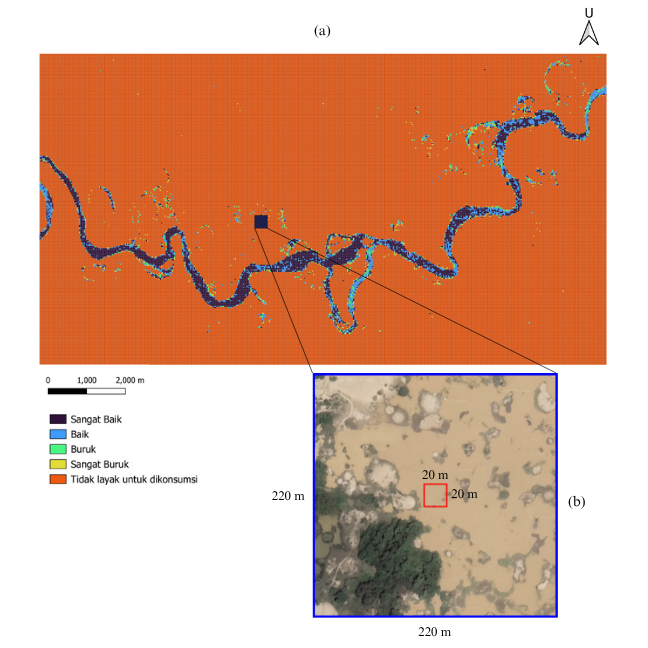 U
(a)
0 1,000 2,000 m
Sangat Baik
Baik
Buruk
Sangat Buruk
Tidak layak untuk dikonsumsi
20 m
20 m
220 m
(b)
220 m